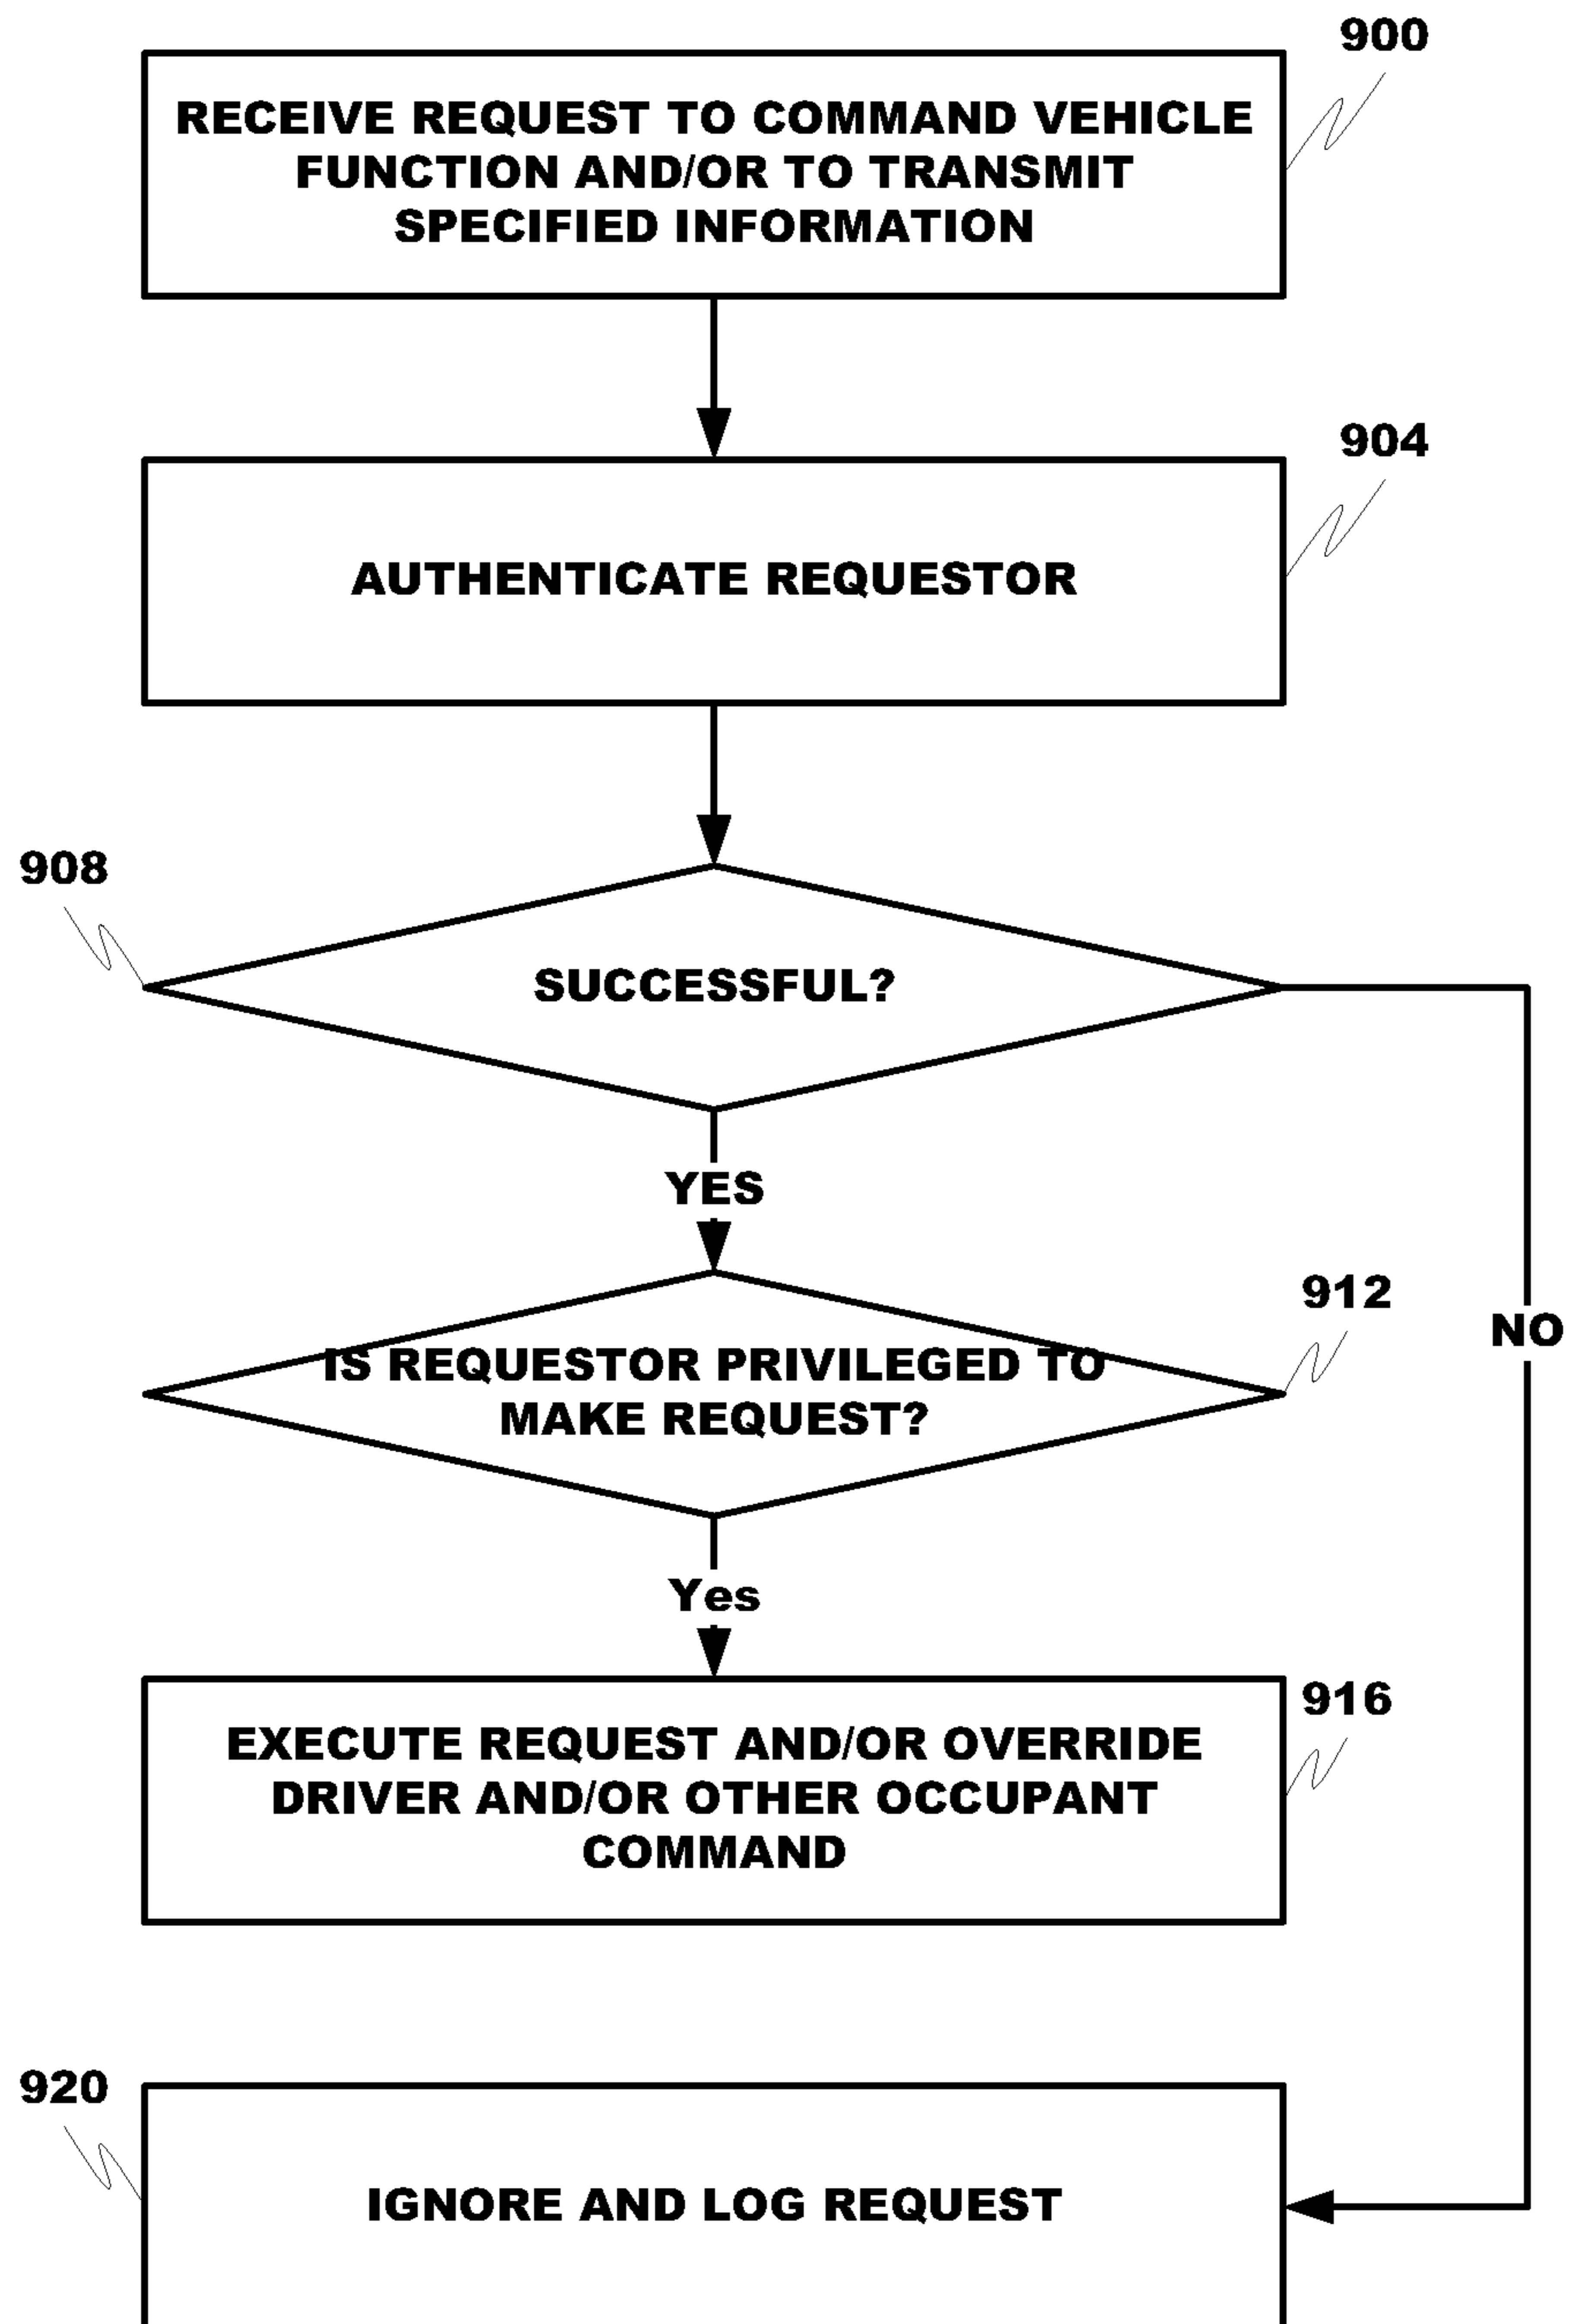 900
RECEIVE REQUEST TO COMMAND VEHICLE
FUNCTION AND/OR TO TRANSMIT
SPECIFIED INFORMATION
904
AUTHENTICATE REQUESTOR
908
SUCCESSFUL?
YES
912
NO
IS REQUESTOR PRIVILEGED TO
MAKE REQUEST?
Yes
916
EXECUTE REQUEST AND/OR OVERRIDE
DRIVER AND/OR OTHER OCCUPANT
COMMAND
920
IGNORE AND LOG REQUEST